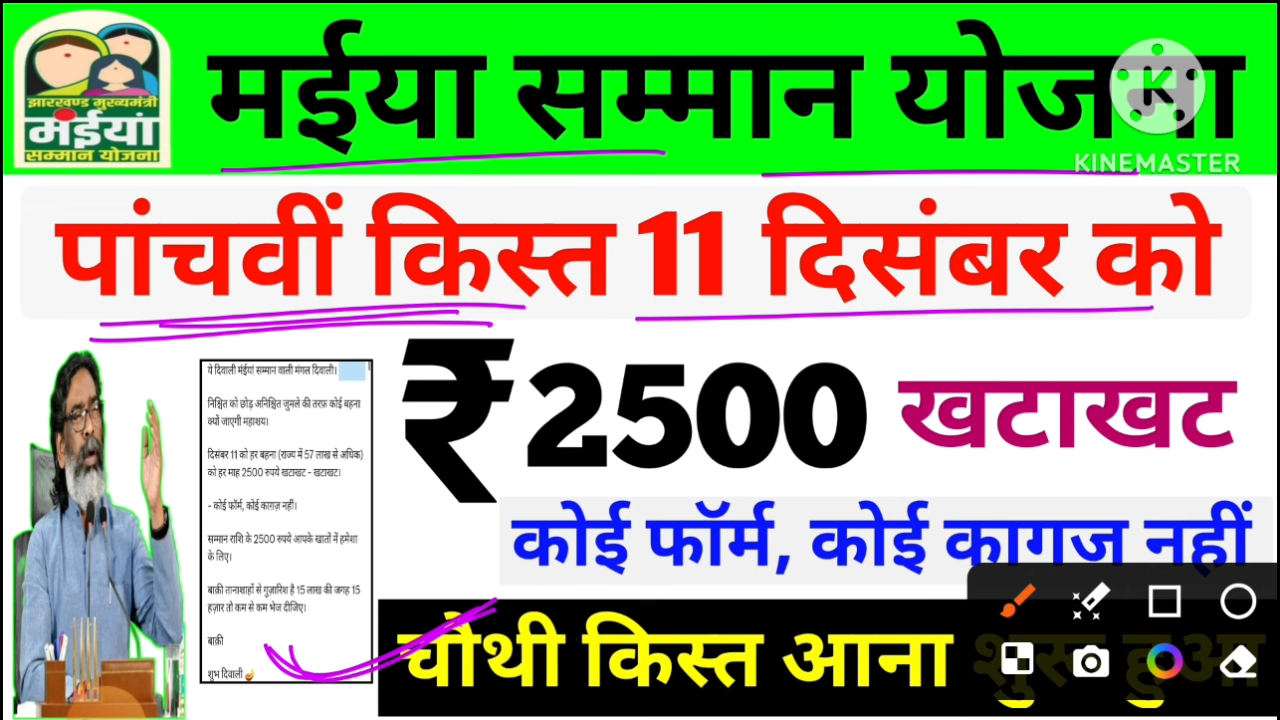 मईया सम्मान योजना
झारखण्ड मुख्यमंत्री
मंईयां
सम्मान योजना
K
KINEMASTER
पांचवीं किस्त 11 दिसंबर को
₹2500 खटाखट
ये दिवाली मंईयां सम्मान वाली मंगल दिवाली।
निश्चित को छोड़ अनिश्चित जुमले की तरफ़ कोई बहना
क्यों जाएगी महाशय।
दिसंबर 11 को हर बहना (राज्य में 57 लाख से अधिक)
को हर माह 2500 रुपये खटाखट - खटाखट।
- कोई फॉर्म, कोई काग़ज़ नहीं।
सम्मान राशि के 2500 रुपये आपके खातों में हमेशा
के लिए।
बाक़ी तानाशाहों से गुज़ारिश है 15 लाख की जगह 15
हज़ार तो कम से कम भेज दीजिए।
बाक़ी
शुभ दिवाली
कोई फॉर्म, कोई कागज नहीं
चौथी किस्त आना शुरू हुआ